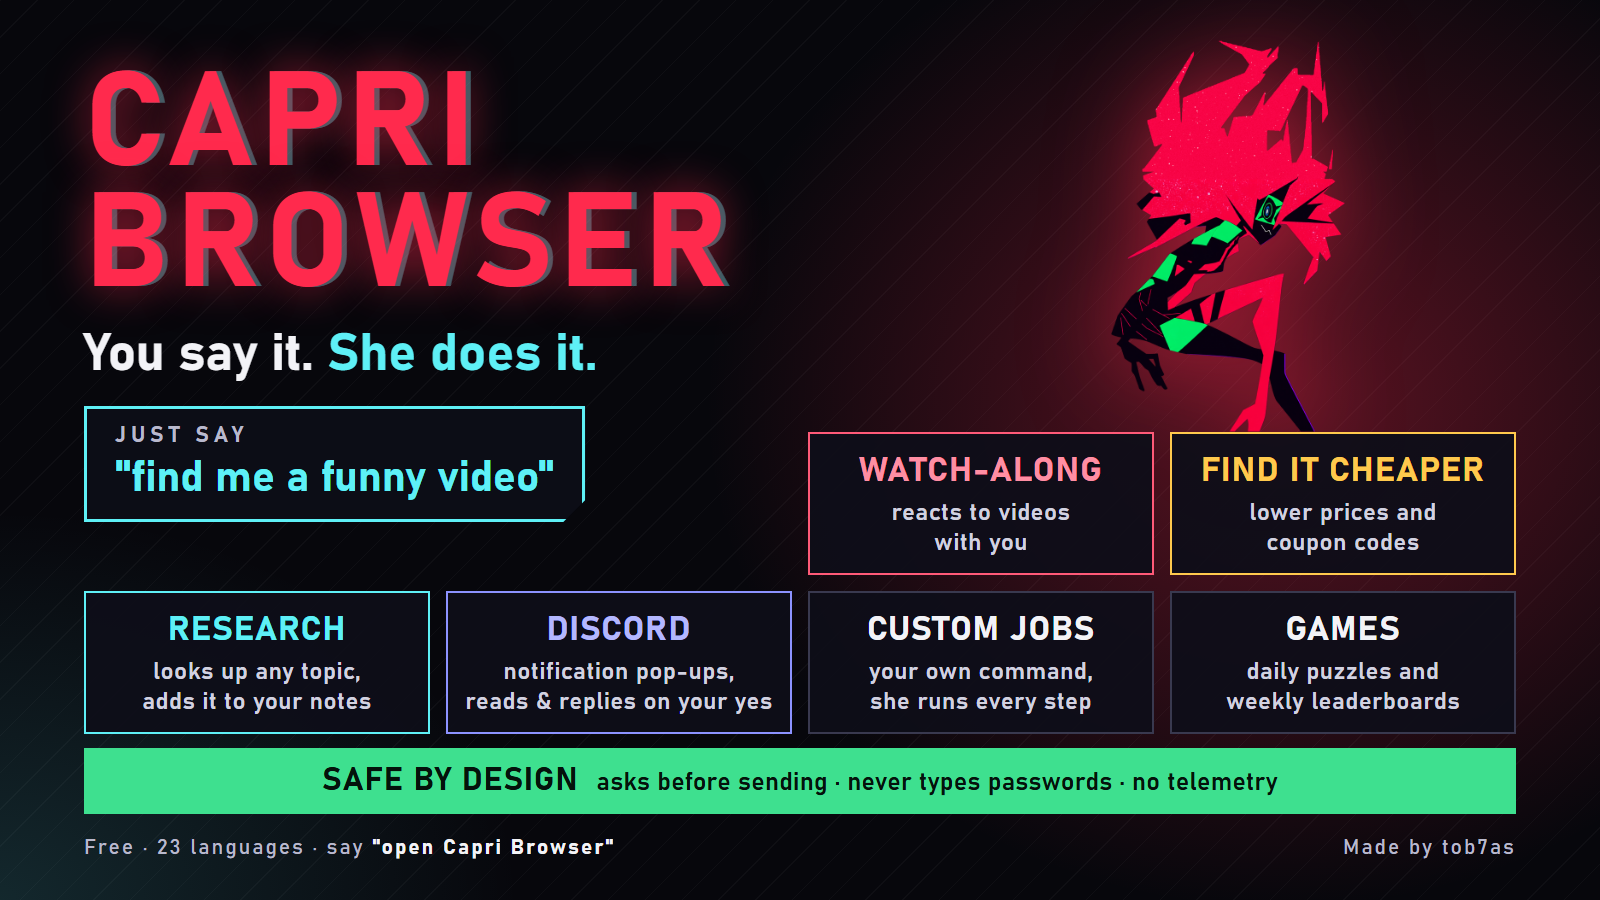 CAPRI
BROWSER
You say it. She does it.
JUST SAY
"find me a funny video"
WATCH-ALONG
reacts to videos
with you
FIND IT CHEAPER
lower prices and
coupon codes
RESEARCH
looks up any topic,
adds it to your notes
DISCORD
notification pop-ups,
reads & replies on your yes
CUSTOM JOBS
your own command,
she runs every step
GAMES
daily puzzles and
weekly leaderboards
SAFE BY DESIGN asks before sending · never types passwords · no telemetry
Free · 23 languages · say "open Capri Browser"
Made by tob7as